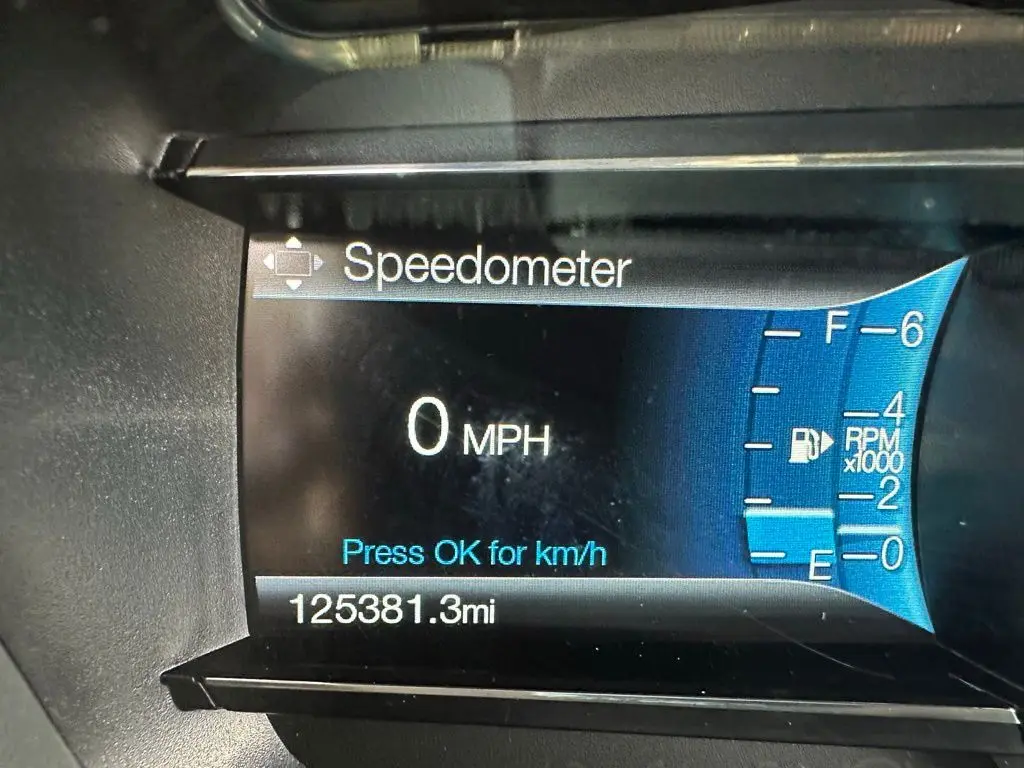 Speedometer
F
6
4
0 MPH
RPM
x1000
2
Press OK for km/h
0
E
125381.3mi